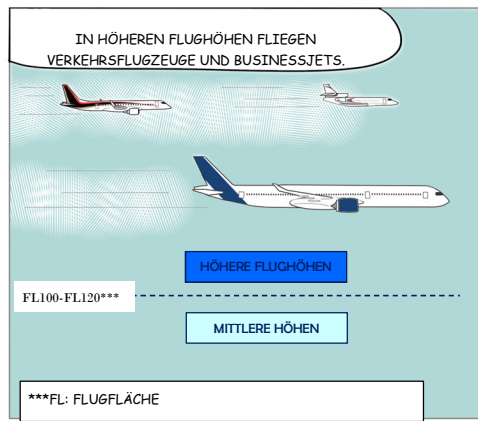 IN HÖHEREN FLUGHÖHEN FLIEGEN
VERKEHRSFLUGZEUGE UND BUSINESSJETS.
HÖHERE FLUGHÖHEN
FL100-FL120***
MITTLERE HÖHEN
***FL: FLUGFLÄCHE